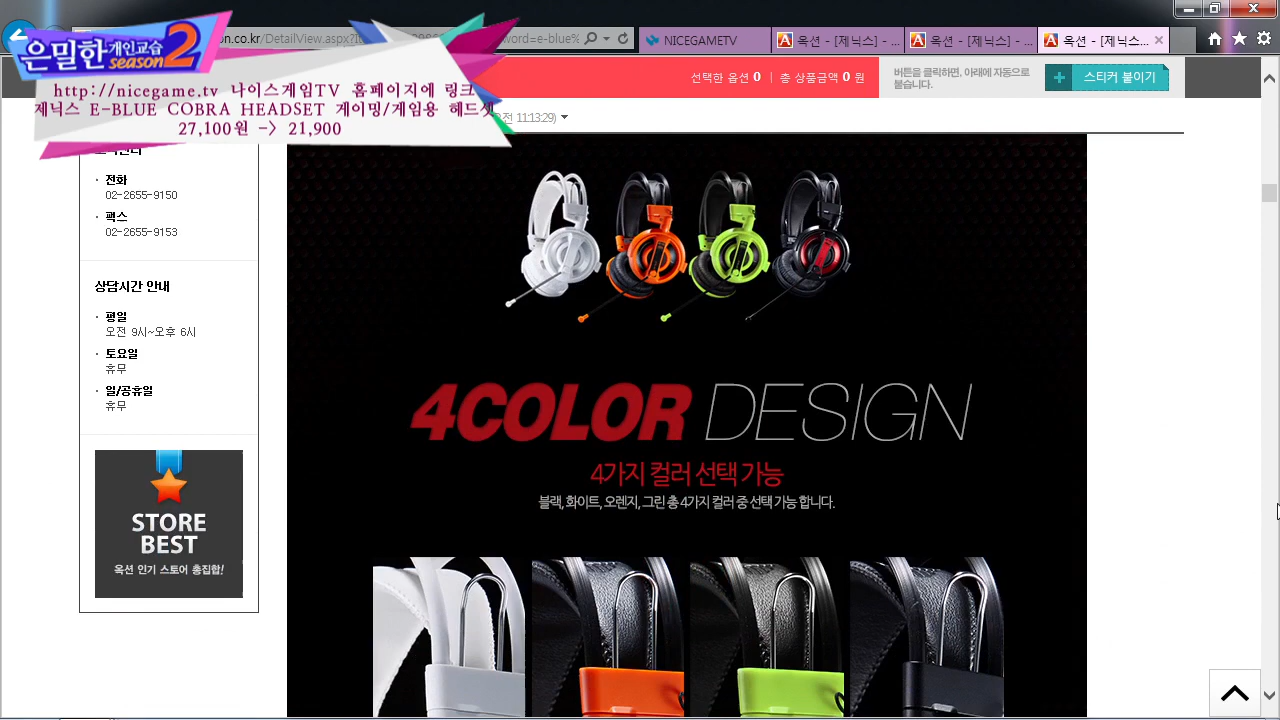 은밀한 개인교습 season 2
http://nicegame.tv 나이스게임TV 홈페이지에 링크
제닉스 E-BLUE COBRA HEADSET 게이밍/게임용 헤드셋
27,100원 -> 21,900
on.co.kr/DetailView.aspx?
word=e-blue%
NICEGAMETV
옥션 - [제닉스] - ...
옥션 - [제닉스] - ...
옥션 - [제닉스]...
선택한 옵션 0 | 총 상품금액 0 원
버튼을 클릭하면, 아래에 자동으로
붙습니다.
스티커 붙이기
11:13:29)
전화
02-2655-9150
팩스
02-2655-9153
상담시간 안내
평일
오전 9시~오후 6시
토요일
휴무
일/공휴일
휴무
STORE
BEST
옥션 인기 스토어 총집합!
4COLOR DESIGN
4가지 컬러 선택 가능
블랙, 화이트, 오렌지, 그린 총 4가지 컬러 중 선택 가능 합니다.